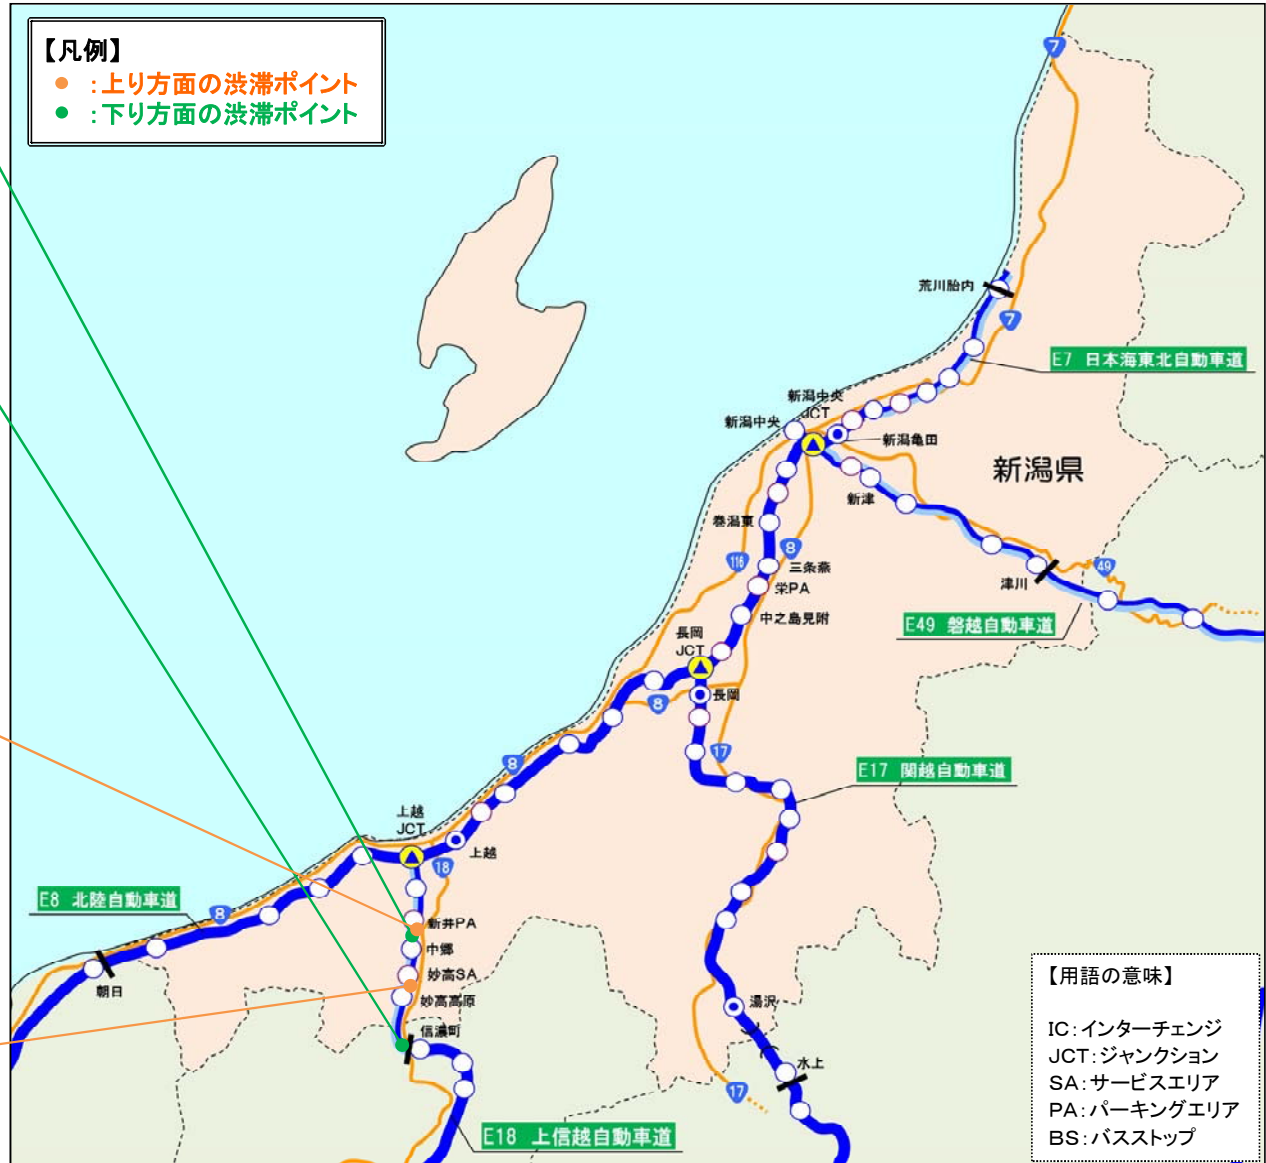 【凡例】
● :上り方面の渋滞ポイント
● :下り方面の渋滞ポイント
7
荒川胎内
7
E7 日本海東北自動車道
新潟中央
JCT
新潟中央
新潟亀田
新潟県
新津
巻潟東
116
8
三条燕
栄PA
49
津川
中之島見附
E49 磐越自動車道
長岡
JCT
長岡
8
17
8
E17 関越自動車道
上越
JCT
上越
18
E8 北陸自動車道
8
新井PA
中郷
妙高SA
朝日
妙高高原
湯沢
信濃町
水上
17
E18 上信越自動車道
【用語の意味】
IC:インターチェンジ
JCT:ジャンクション
SA:サービスエリア
PA:パーキングエリア
BS:バスストップ